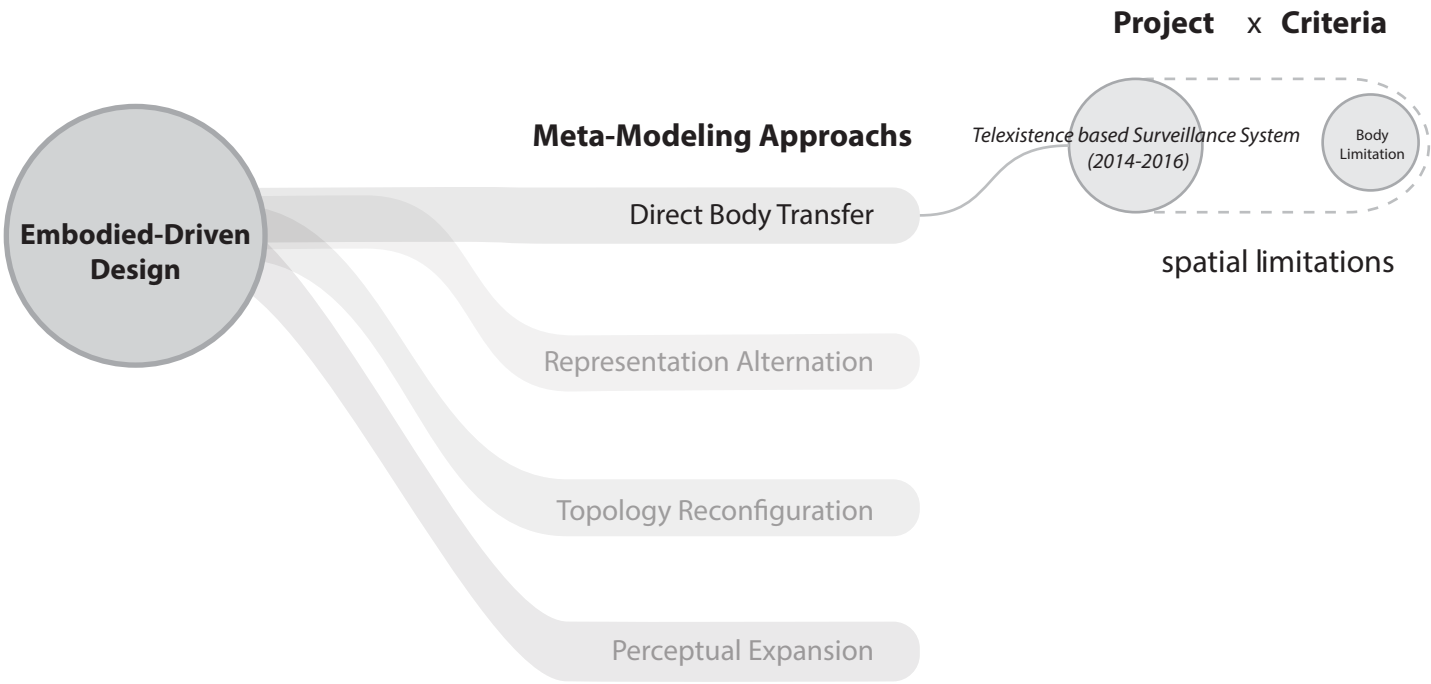 Project x Criteria
Meta-Modeling Approachs
Telexistence based Surveillance System
(2014-2016)
Body
Limitation
Embodied-Driven
Design
Direct Body Transfer
spatial limitations
Representation Alternation
Topology Reconfiguration
Perceptual Expansion